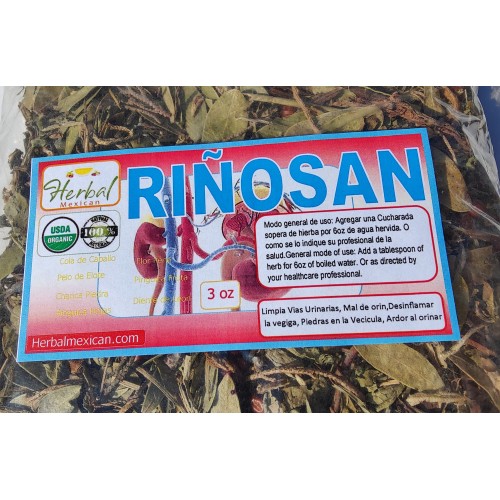 Herbal
Mexican
RIÑOSAN
USDA
ORGANIC
100%
Cola de Caballo
Pelo de Elote
3 oz
Modo general de uso: Agregar una Cucharada
sopera de hierba por 6oz de agua hervida. O
como se lo indique su profesional de la
salud.General mode of use: Add a tablespoon of
herb for 6oz of boiled water. Or as directed by
your healthcare professional.
Limpia Vias Urinarias, Mal de orin,Desinflamar
la vegiga, Piedras en la Vecicula, Ardor al orinar
Herbalmexican.com